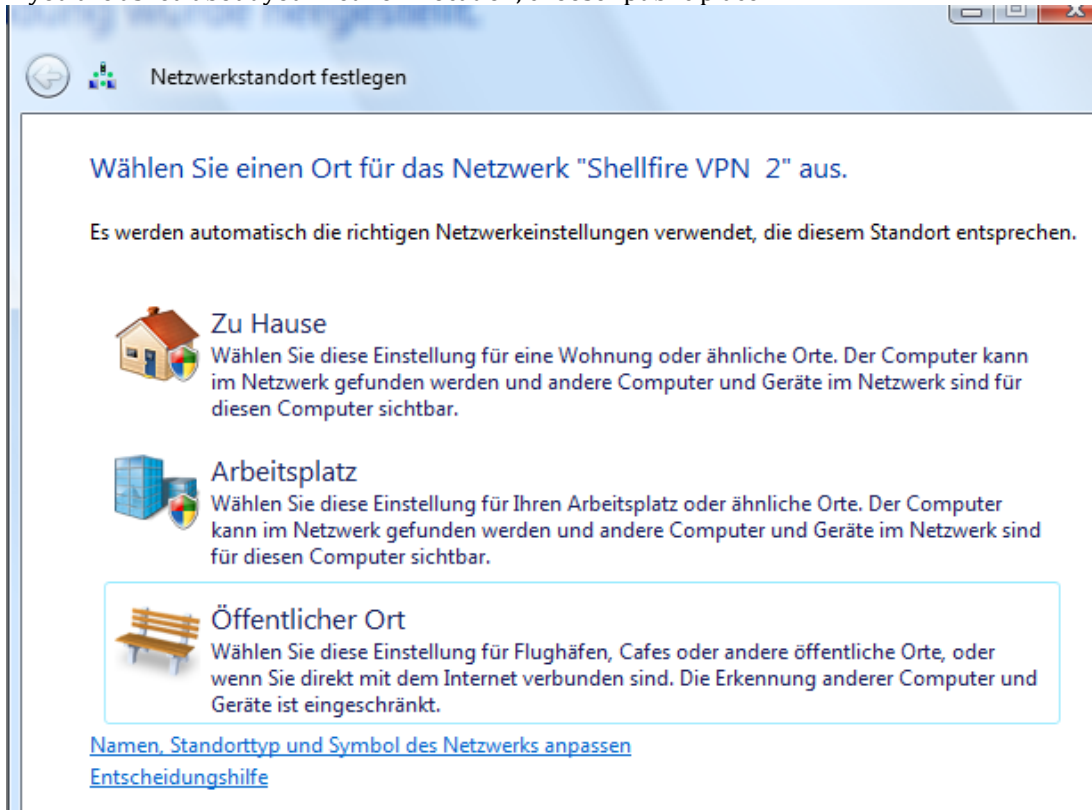 Netzwerkstandort festlegen
Wählen Sie einen Ort für das Netzwerk "Shellfire VPN  2" aus.
Es werden automatisch die richtigen Netzwerkeinstellungen verwendet, die diesem Standort entsprechen.
Zu Hause
Wählen Sie diese Einstellung für eine Wohnung oder ähnliche Orte. Der Computer kann
im Netzwerk gefunden werden und andere Computer und Geräte im Netzwerk sind für
diesen Computer sichtbar.
Arbeitsplatz
Wählen Sie diese Einstellung für Ihren Arbeitsplatz oder ähnliche Orte. Der Computer
kann im Netzwerk gefunden werden und andere Computer und Geräte im Netzwerk sind
für diesen Computer sichtbar.
Öffentlicher Ort
Wählen Sie diese Einstellung für Flughäfen, Cafes oder andere öffentliche Orte, oder
wenn Sie direkt mit dem Internet verbunden sind. Die Erkennung anderer Computer und
Geräte ist eingeschränkt.
Namen, Standorttyp und Symbol des Netzwerks anpassen
Entscheidungshilfe